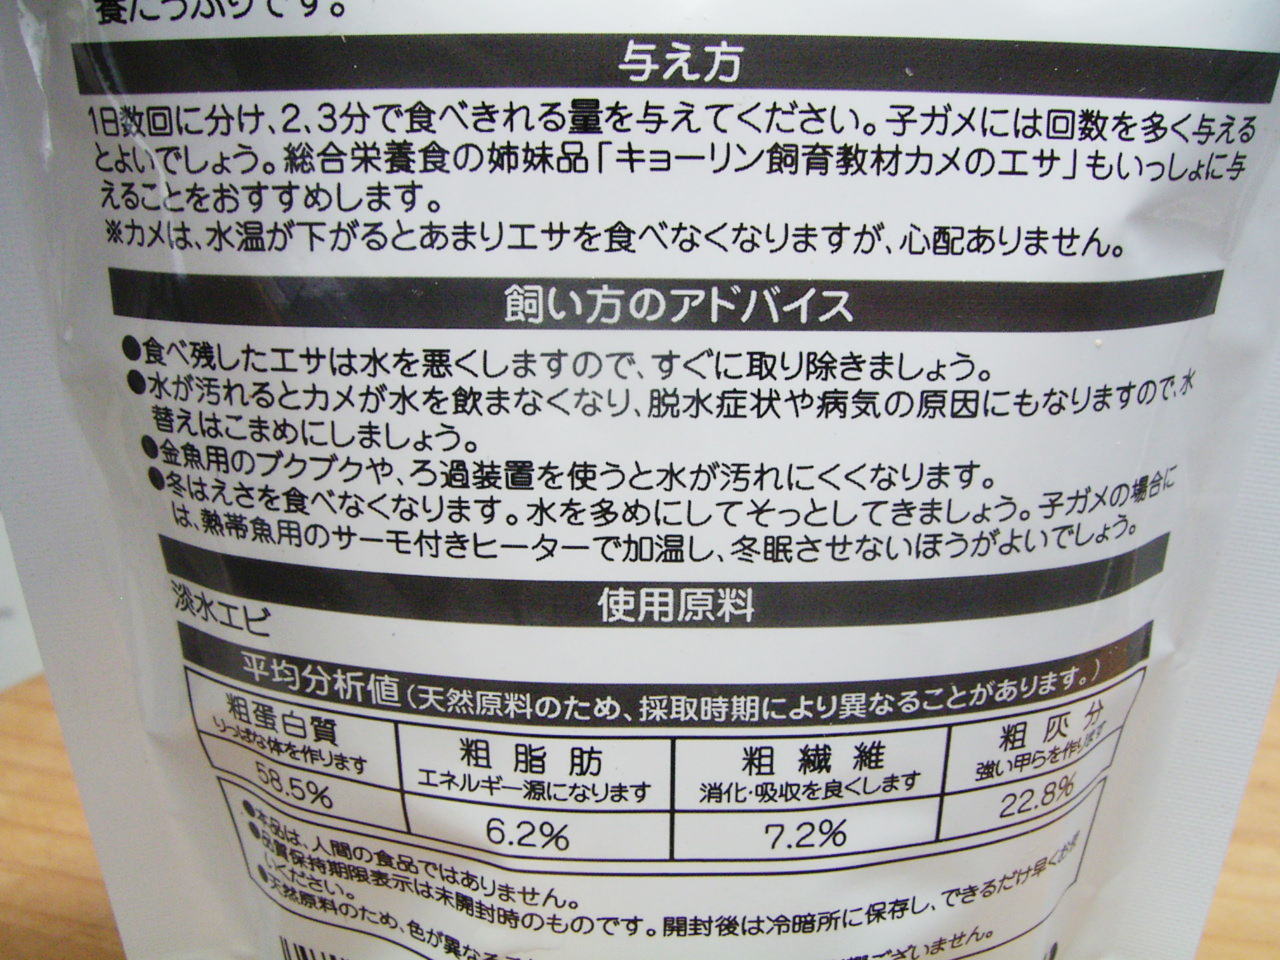 養たっぷりです。
与え方
1日数回に分け、2、3分で食べきれる量を与えてください。子ガメには回数を多く与える
とよいでしょう。総合栄養食の姉妹品「キョーリン飼育教材カメのエサ」もいっしょに与
えることをおすすめします。
※カメは、水温が下がるとあまりエサを食べなくなりますが、心配ありません。
飼い方のアドバイス
●食べ残したエサは水を悪くしますので、すぐに取り除きましょう。
●水が汚れるとカメが水を飲まなくなり、脱水症状や病気の原因にもなりますので、水
替えはこまめにしましょう。
●金魚用のブクブクや、ろ過装置を使うと水が汚れにくくなります。
●冬はえさを食べなくなります。水を多めにしてそっとしてきましょう。子ガメの場合に
は、熱帯魚用のサーモ付きヒーターで加温し、冬眠させないほうがよいでしょう。
使用原料
淡水エビ
平均分析値(天然原料のため、採取時期により異なることがあります。)
粗蛋白質 粗脂肪 粗繊維 粗灰分
りっぱな体を作ります エネルギー源になります 消化・吸収を良くします 強い甲らを作ります
58.5% 6.2% 7.2% 22.8%
●本品は、人間の食品ではありません。
●品質保持期限表示は未開封時のものです。開封後は冷暗所に保存し、できるだけ早くお使
いください。
●天然原料のため、色が異なる
ございません。